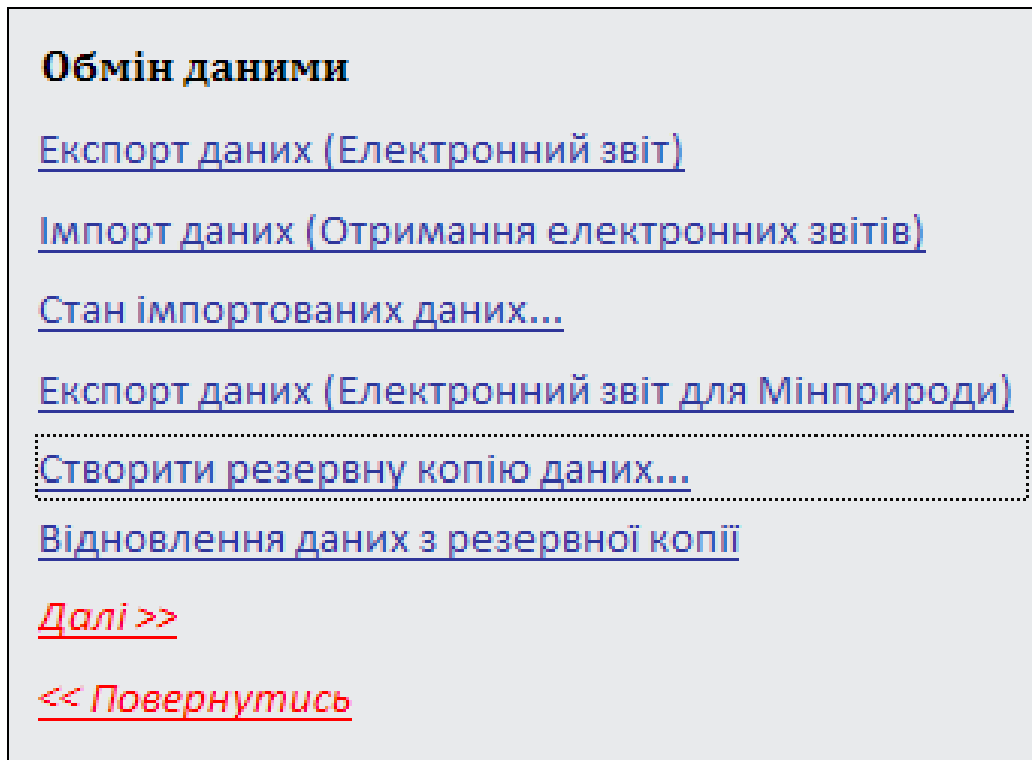 Обмін даними
Експорт даних (Електронний звіт)
Імпорт даних (Отримання електронних звітів)
Стан імпортованих даних...
Експорт даних (Електронний звіт для Мінприроди)
Створити резервну копію даних...
Відновлення даних з резервної копії
Далі >>
<< Повернутись